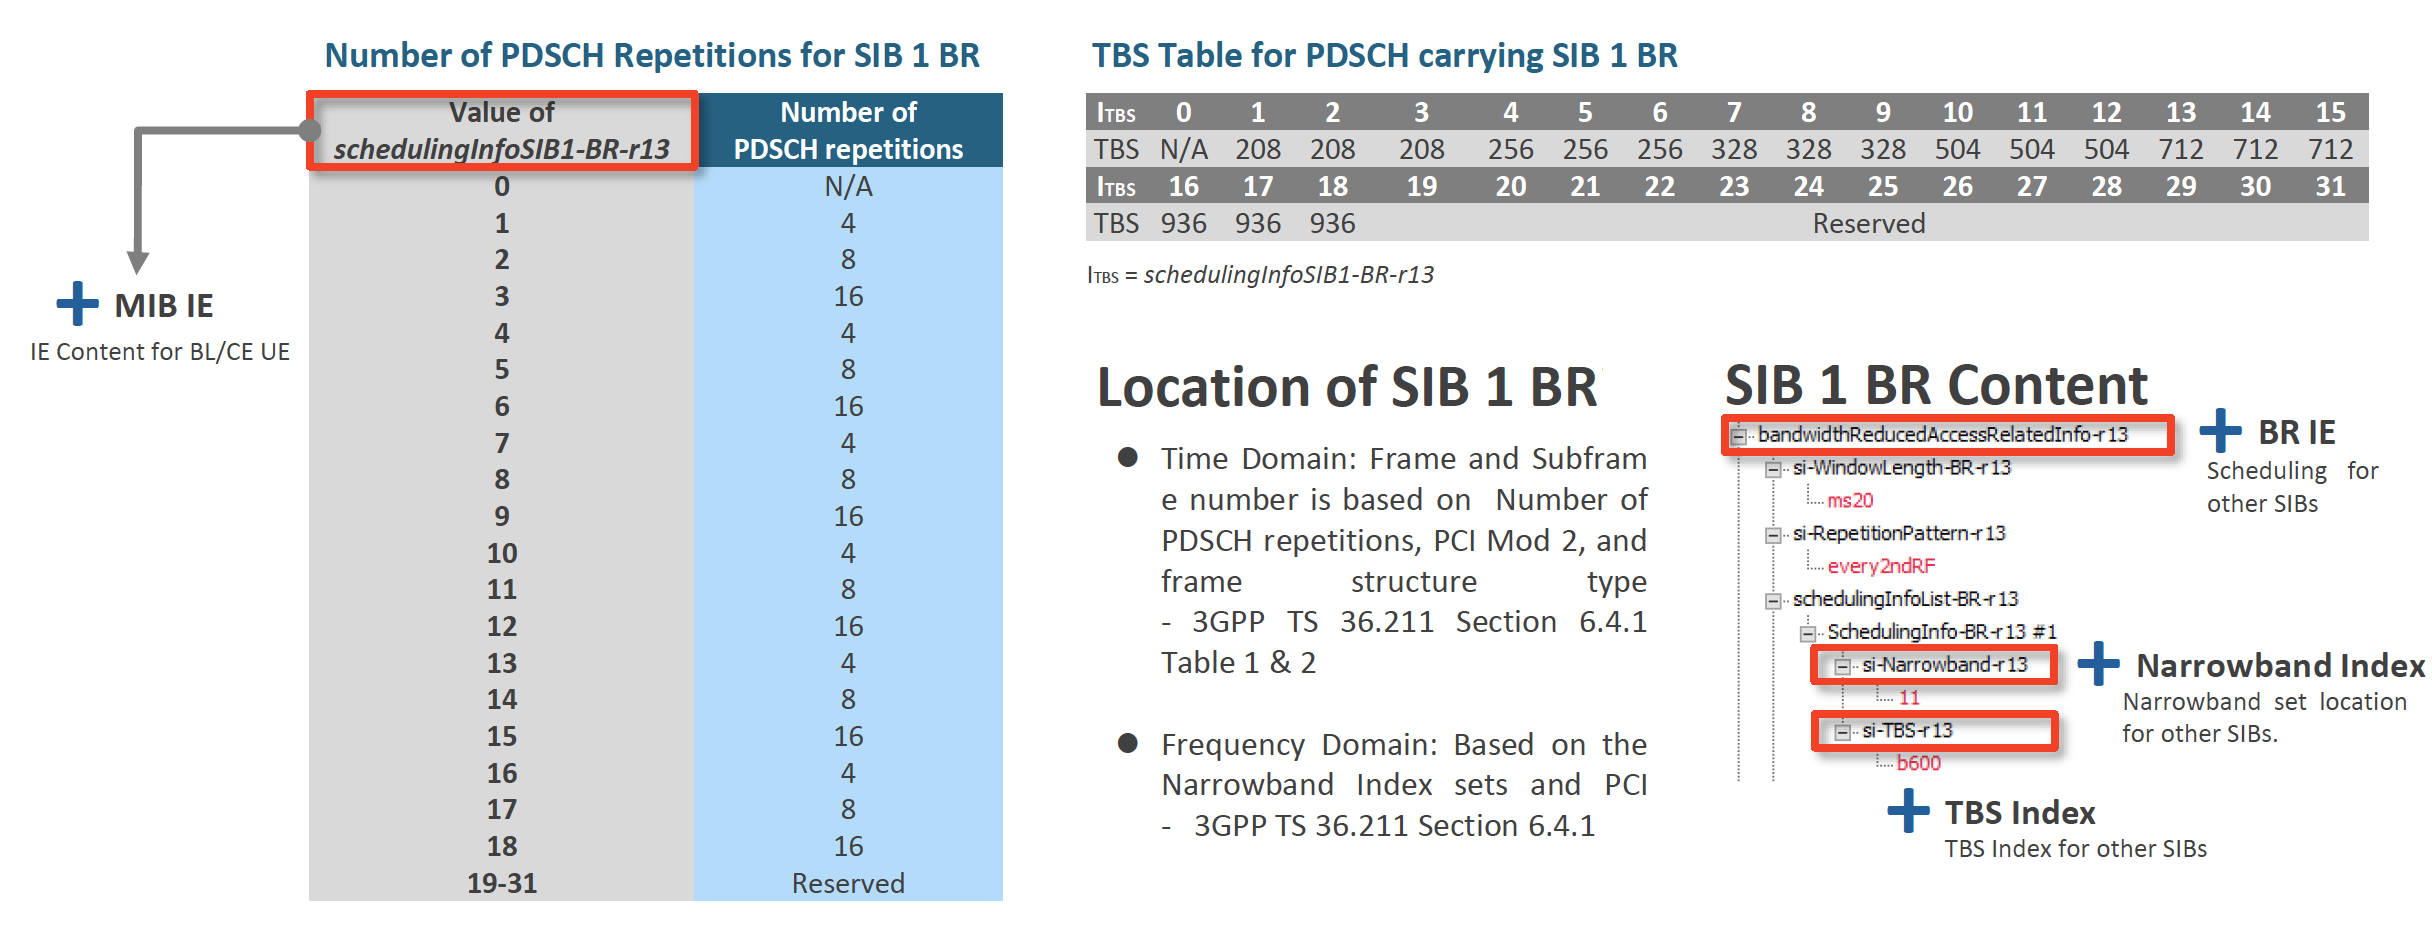 Number of PDSCH Repetitions for SIB 1 BR
Value of
schedulingInfoSIB1-BR-r13
Number of
PDSCH repetitions
0 N/A
1 4
2 8
3 16
4 4
5 8
6 16
7 4
8 8
9 16
10 4
11 8
12 16
13 4
14 8
15 16
16 4
17 8
18 16
19-31 Reserved
MIB IE
IE Content for BL/CE UE
TBS Table for PDSCH carrying SIB 1 BR
ITBS 0 1 2 3 4 5 6 7 8 9 10 11 12 13 14 15
TBS N/A 208 208 208 256 256 256 328 328 328 504 504 504 712 712 712
ITBS 16 17 18 19 20 21 22 23 24 25 26 27 28 29 30 31
TBS 936 936 936 Reserved
ITBS = schedulingInfoSIB1-BR-r13
Location of SIB 1 BR
● Time Domain: Frame and Subfram
e number is based on Number of
PDSCH repetitions, PCI Mod 2, and
frame structure type
- 3GPP TS 36.211 Section 6.4.1
Table 1 & 2
● Frequency Domain: Based on the
Narrowband Index sets and PCI
- 3GPP TS 36.211 Section 6.4.1
SIB 1 BR Content
bandwidthReducedAccessRelatedInfo-r13
si-WindowLength-BR-r13
ms20
si-RepetitionPattern-r13
every2ndRF
schedulingInfoList-BR-r13
SchedulingInfo-BR-r13 #1
si-Narrowband-r13
11
si-TBS-r13
b600
BR IE
Scheduling for
other SIBs
Narrowband Index
Narrowband set location
for other SIBs.
TBS Index
TBS Index for other SIBs